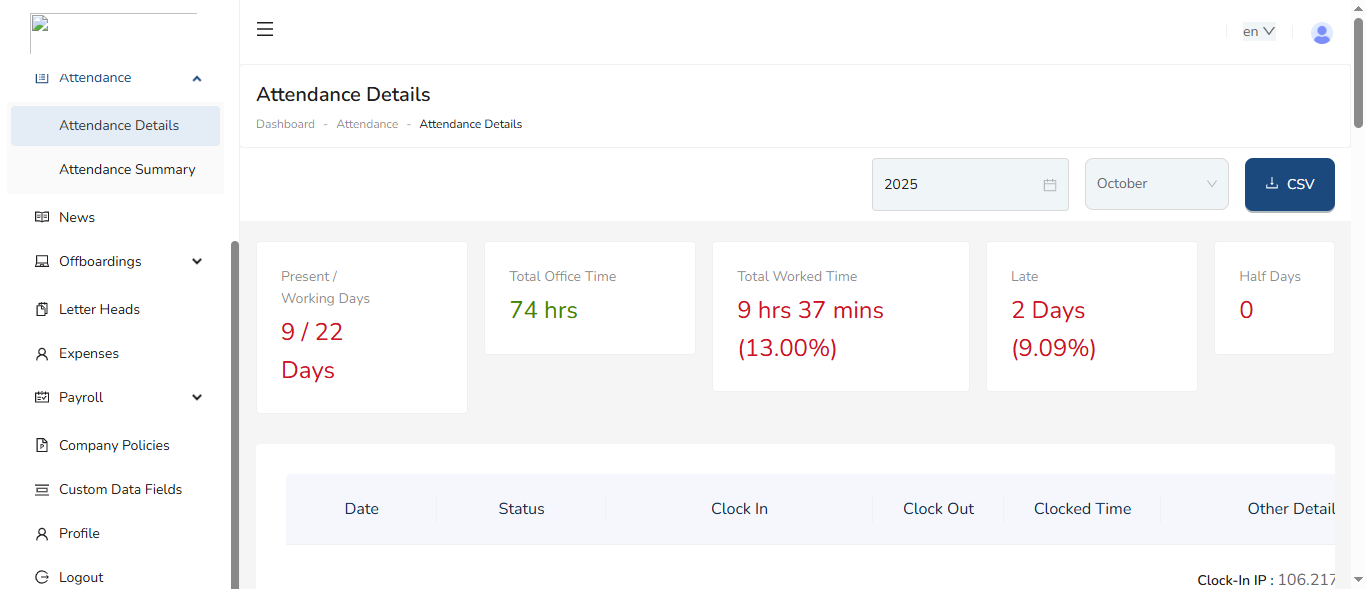 en
Attendance
Attendance Details
Attendance Summary
News
Offboardings
Letter Heads
Expenses
Payroll
Company Policies
Custom Data Fields
Profile
Logout
Attendance Details
Dashboard - Attendance - Attendance Details
2025
October
CSV
Present /
Working Days
9 / 22
Days
Total Office Time
74 hrs
Total Worked Time
9 hrs 37 mins
(13.00%)
Late
2 Days
(9.09%)
Half Days
0
Date Status Clock In Clock Out Clocked Time Other Detail
Clock-In IP : 106.217